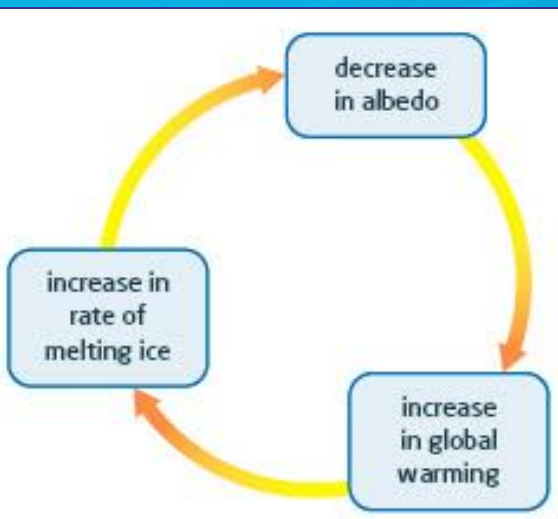 decrease
in albedo
increase in
rate of
melting ice
increase
in global
warming